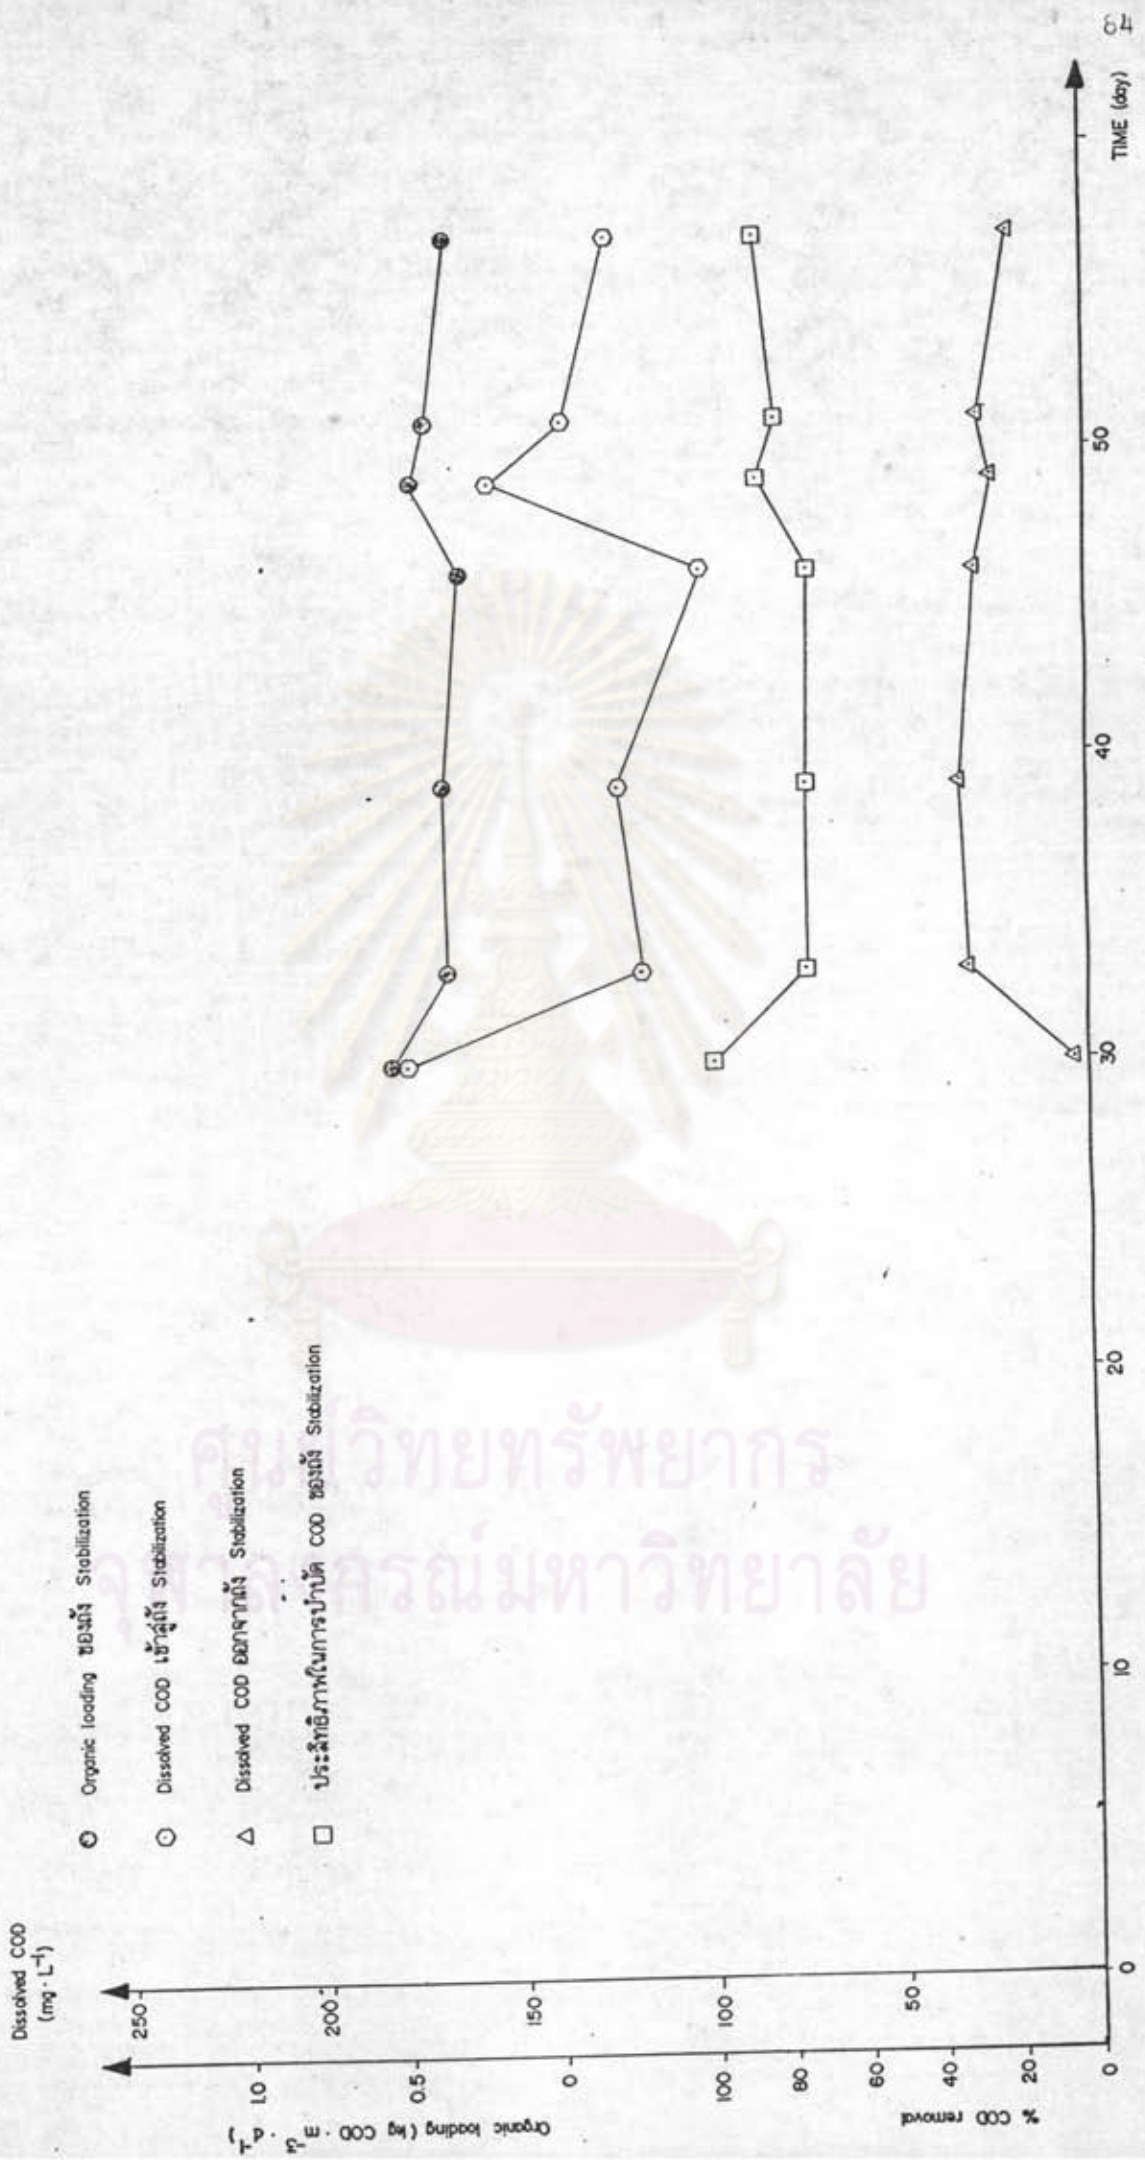 84
Dissolved COD
(mg · L⁻¹)
Organic loading ของถัง Stabilization
Dissolved COD เข้าสู่ถัง Stabilization
Dissolved COD ออกจากถัง Stabilization
ประสิทธิภาพในการบำบัด COD ของถัง Stabilization
250
200
150
100
50
1.0
0.5
0
Organic loading ( kg COD · m⁻³ · d⁻¹)
100
80
60
40
20
0
% COD removal
0
10
20
30
40
50
TIME (day)
ศูนย์วิทยทรัพยากร
จุฬาลงกรณ์มหาวิทยาลัย